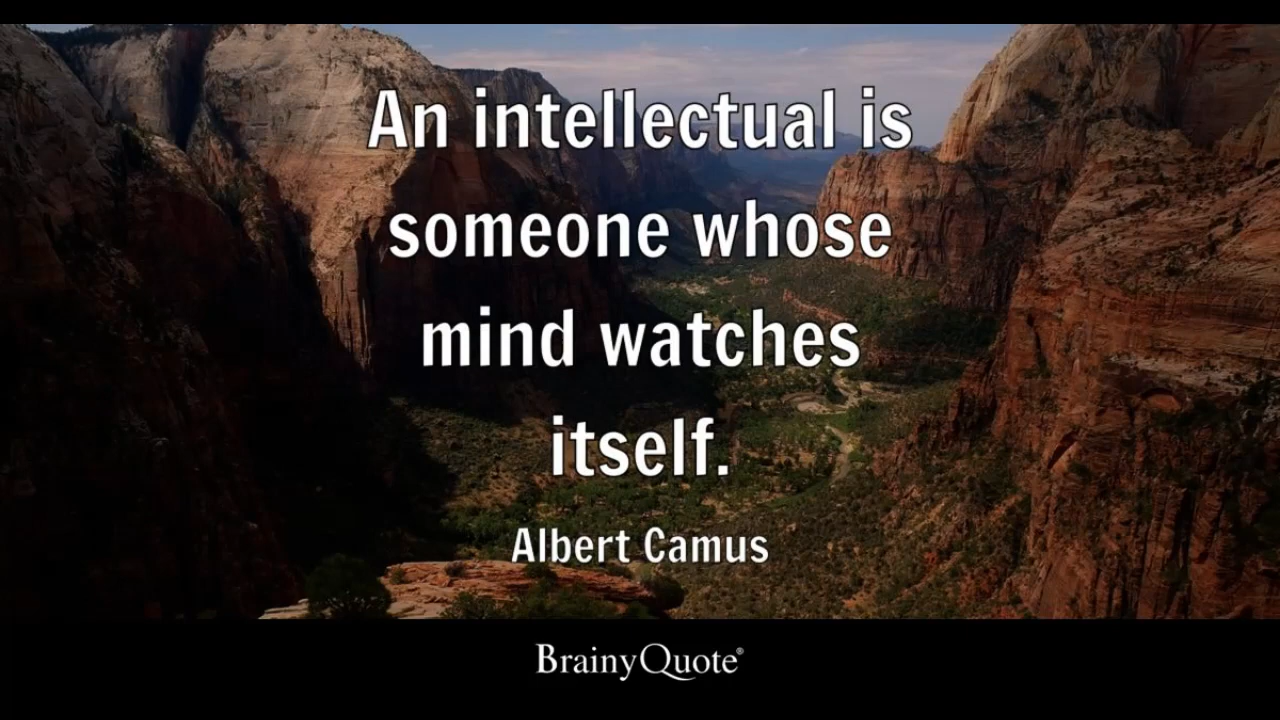 An intellectual is
someone whose
mind watches
itself.
Albert Camus
BrainyQuote®